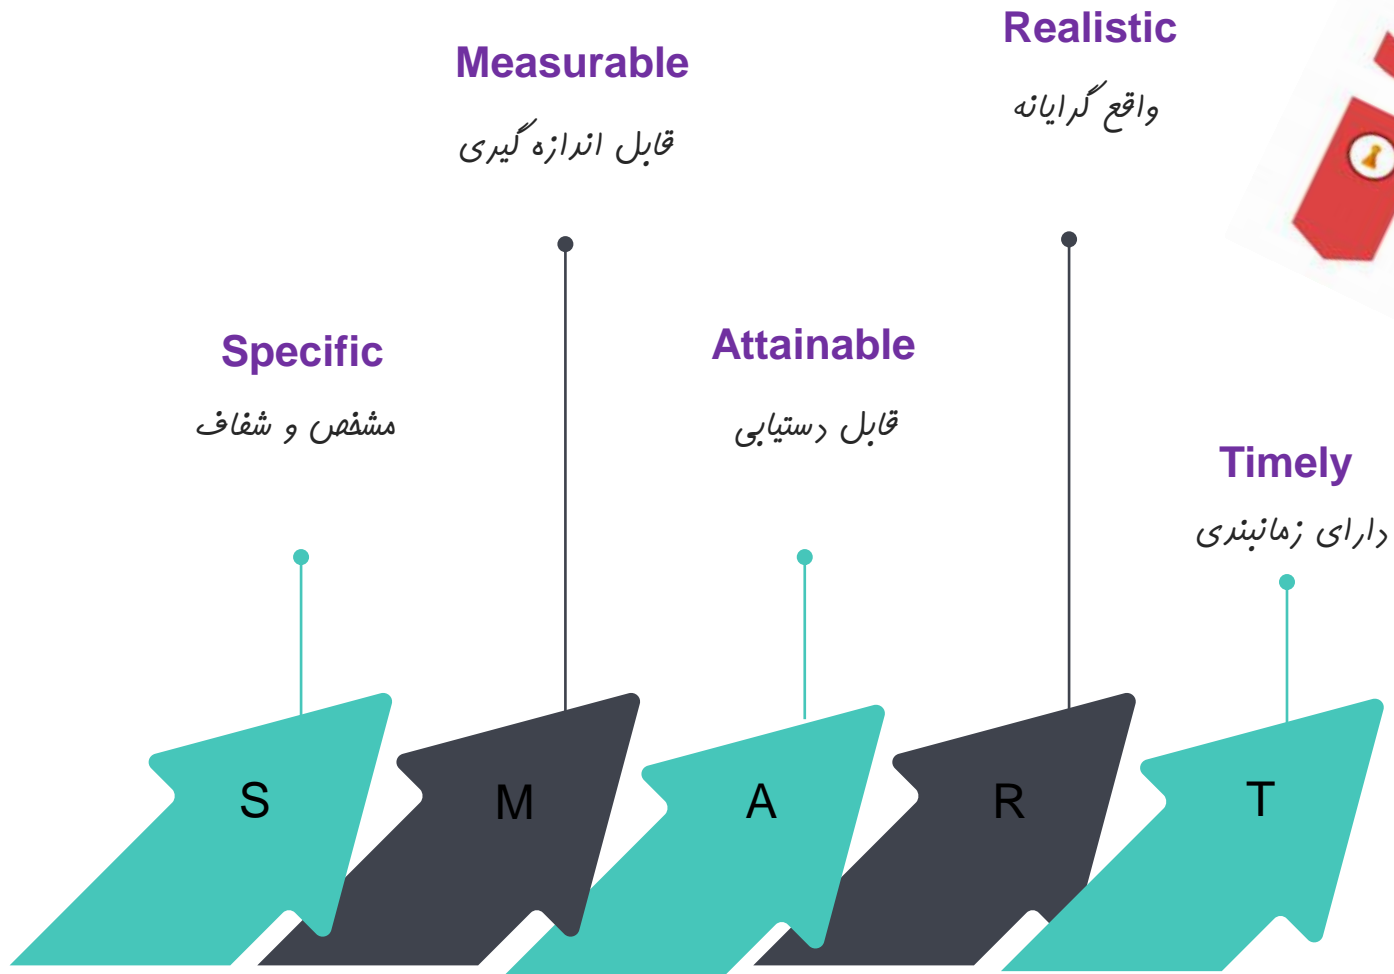 Specific
مشخص و شفاف
Measurable
قابل اندازه گیری
Attainable
قابل دستیابی
Realistic
واقع گرایانه
Timely
دارای زمانبندی
S
M
A
R
T